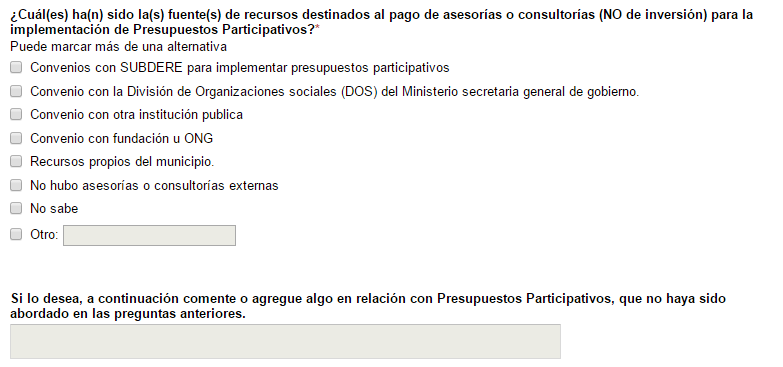 ¿Cuál(es) ha(n) sido la(s) fuente(s) de recursos destinados al pago de asesorías o consultorías (NO de inversión) para la
implementación de Presupuestos Participativos?*
Puede marcar más de una alternativa
Convenios con SUBDERE para implementar presupuestos participativos
Convenio con la División de Organizaciones sociales (DOS) del Ministerio secretaria general de gobierno.
Convenio con otra institución publica
Convenio con fundación u ONG
Recursos propios del municipio.
No hubo asesorías o consultorías externas
No sabe
Otro:
Si lo desea, a continuación comente o agregue algo en relación con Presupuestos Participativos, que no haya sido
abordado en las preguntas anteriores.